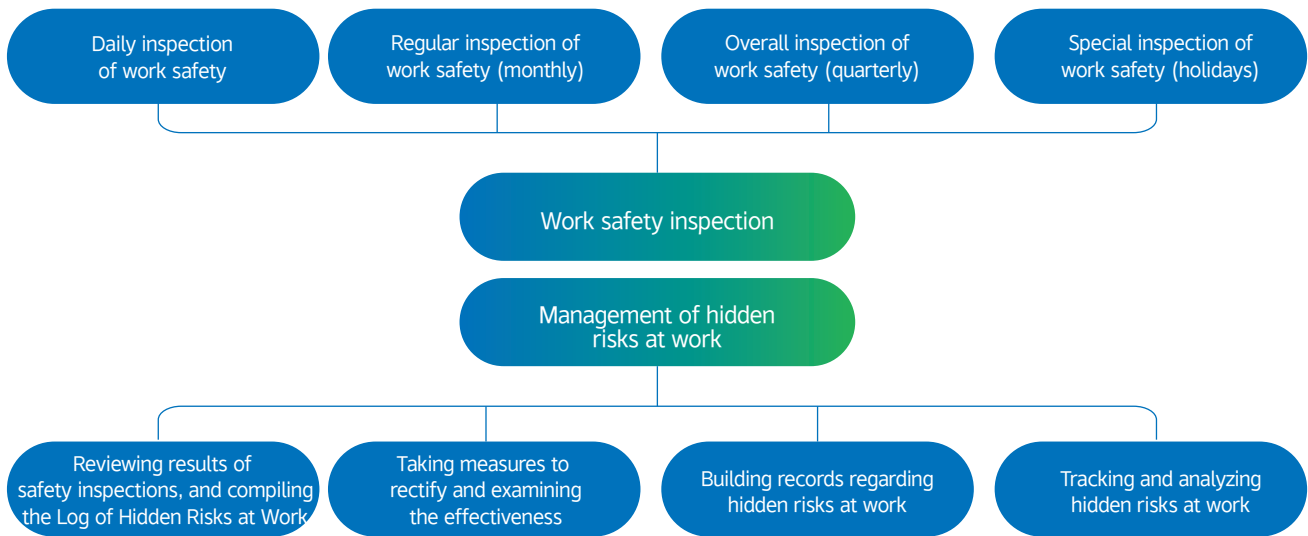 Daily inspection
of work safety
Regular inspection of
work safety (monthly)
Overall inspection of
work safety (quarterly)
Special inspection of
work safety (holidays)
Work safety inspection
Management of hidden
risks at work
Reviewing results of
safety inspections, and compiling
the Log of Hidden Risks at Work
Taking measures to
rectify and examining
the effectiveness
Building records regarding
hidden risks at work
Tracking and analyzing
hidden risks at work